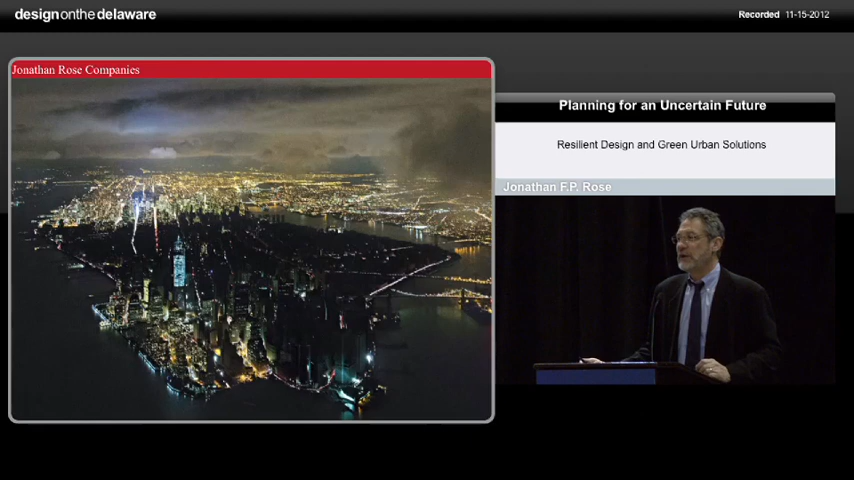 designonthedelaware
Recorded 11-15-2012
Jonathan Rose Companies
Planning for an Uncertain Future
Resilient Design and Green Urban Solutions
Jonathan F.P. Rose